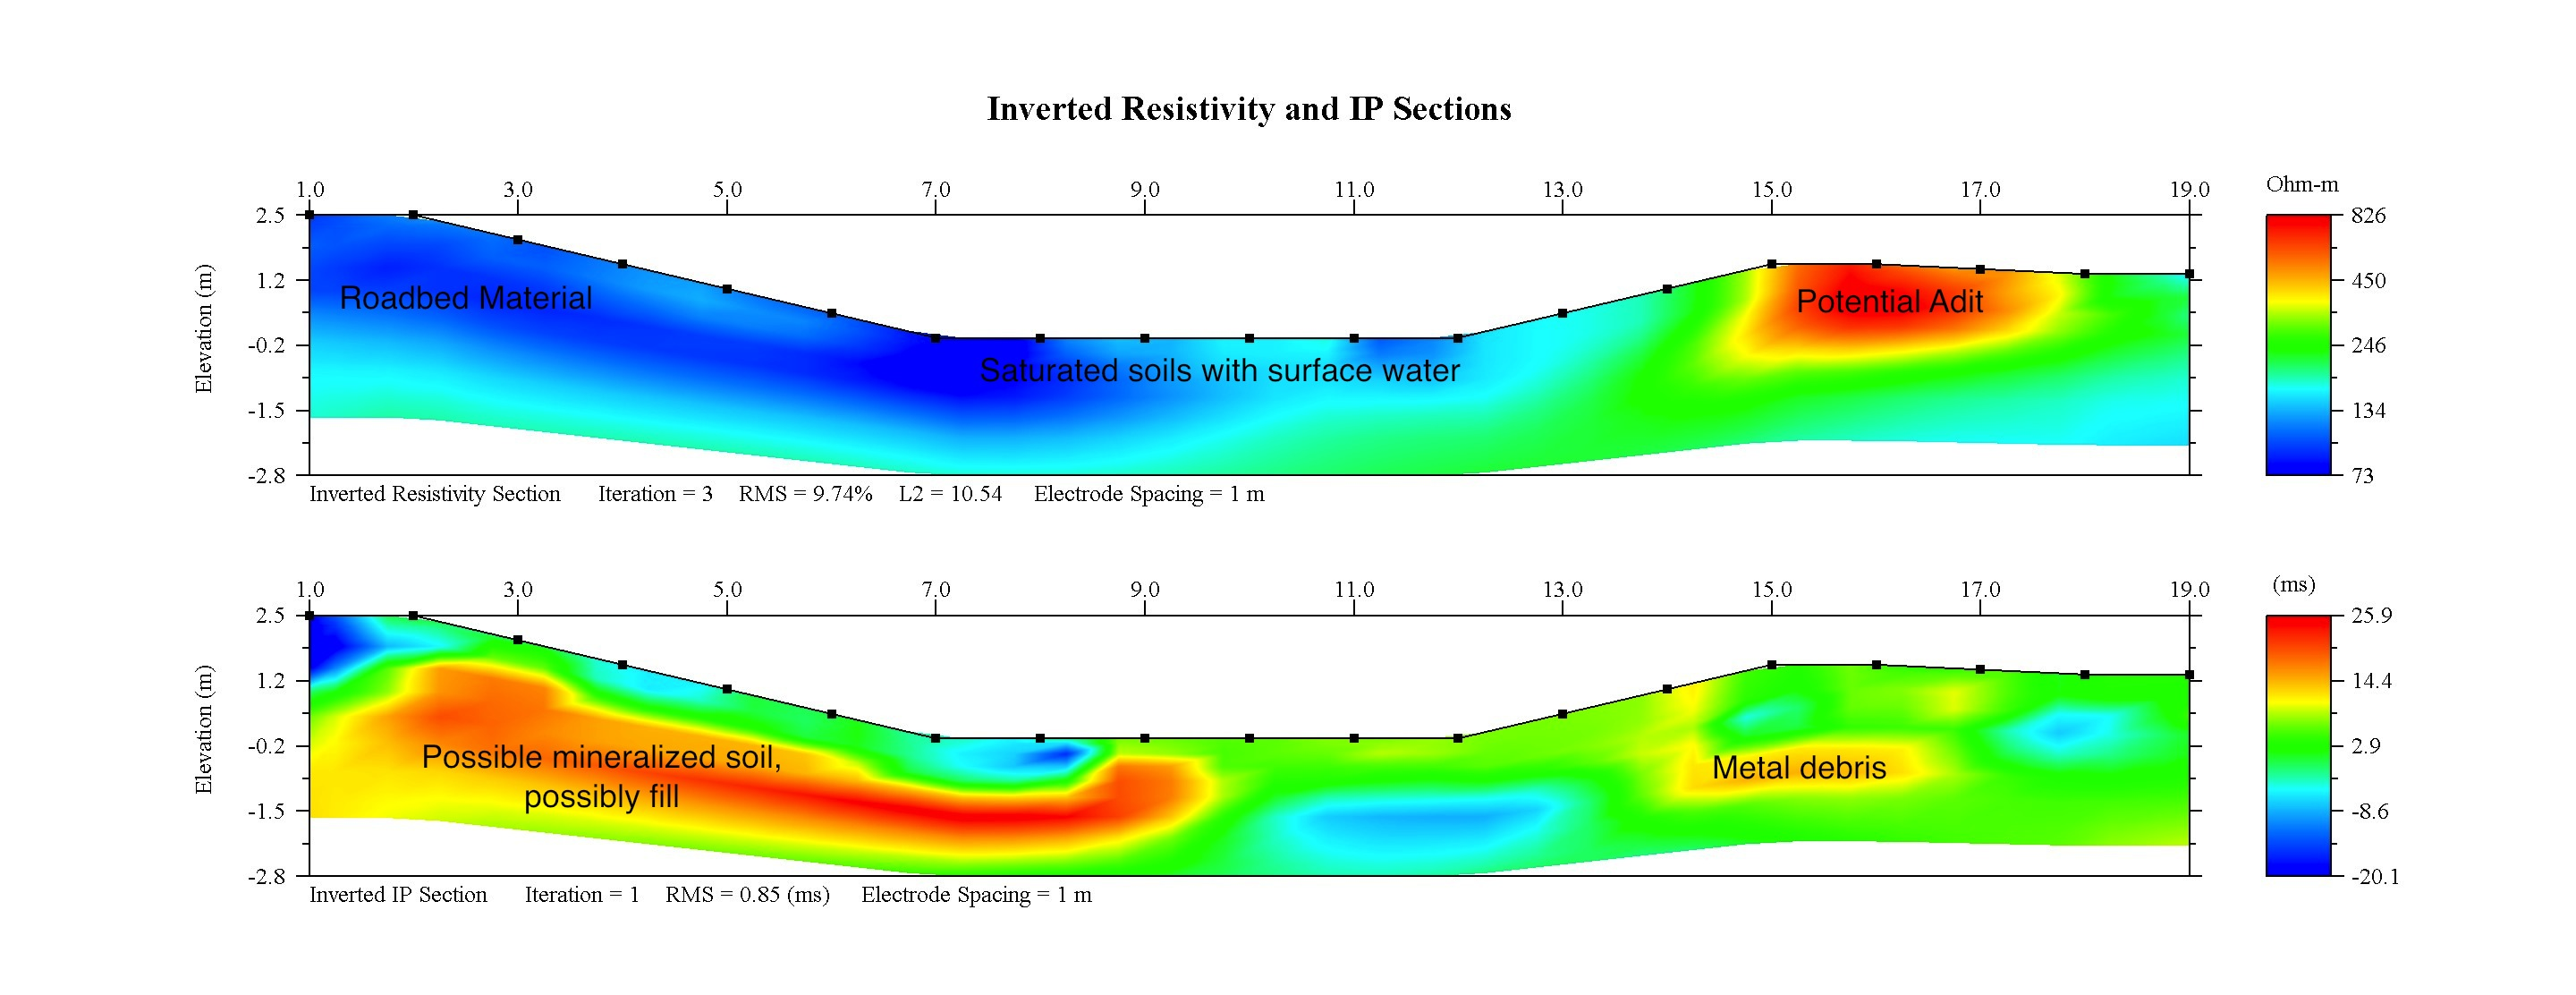 Inverted Resistivity and IP Sections
1.0 3.0 5.0 7.0 9.0 11.0 13.0 15.0 17.0 19.0
Ohm-m
2.5
1.2
-0.2
-1.5
-2.8
Elevation (m)
Roadbed Material
Saturated soils with surface water
Potential Adit
826
450
246
134
73
Inverted Resistivity Section Iteration = 3 RMS = 9.74% L2 = 10.54 Electrode Spacing = 1 m
1.0 3.0 5.0 7.0 9.0 11.0 13.0 15.0 17.0 19.0
(ms)
2.5
1.2
-0.2
-1.5
-2.8
Elevation (m)
Possible mineralized soil,
possibly fill
Metal debris
25.9
14.4
2.9
-8.6
-20.1
Inverted IP Section Iteration = 1 RMS = 0.85 (ms) Electrode Spacing = 1 m